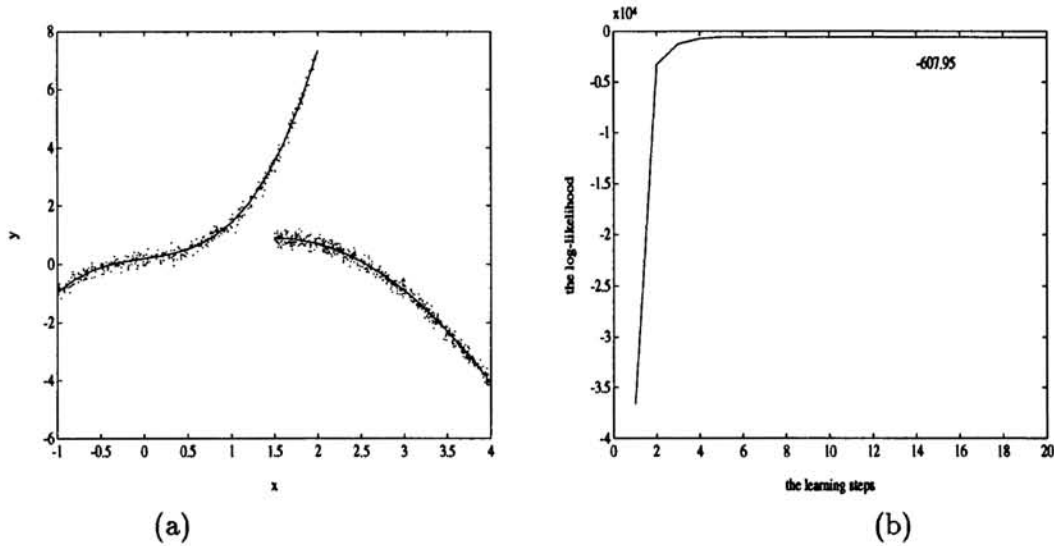 8
6
4
2
0
-2
-4
-6
y
-1 -0.5 0 0.5 1 1.5 2 2.5 3 3.5 4
x
(a)
x10⁴
0
-0.5
-1
-1.5
-2
-2.5
-3
-3.5
-4
the log-likelihood
-607.95
0 2 4 6 8 10 12 14 16 18 20
the learning steps
(b)